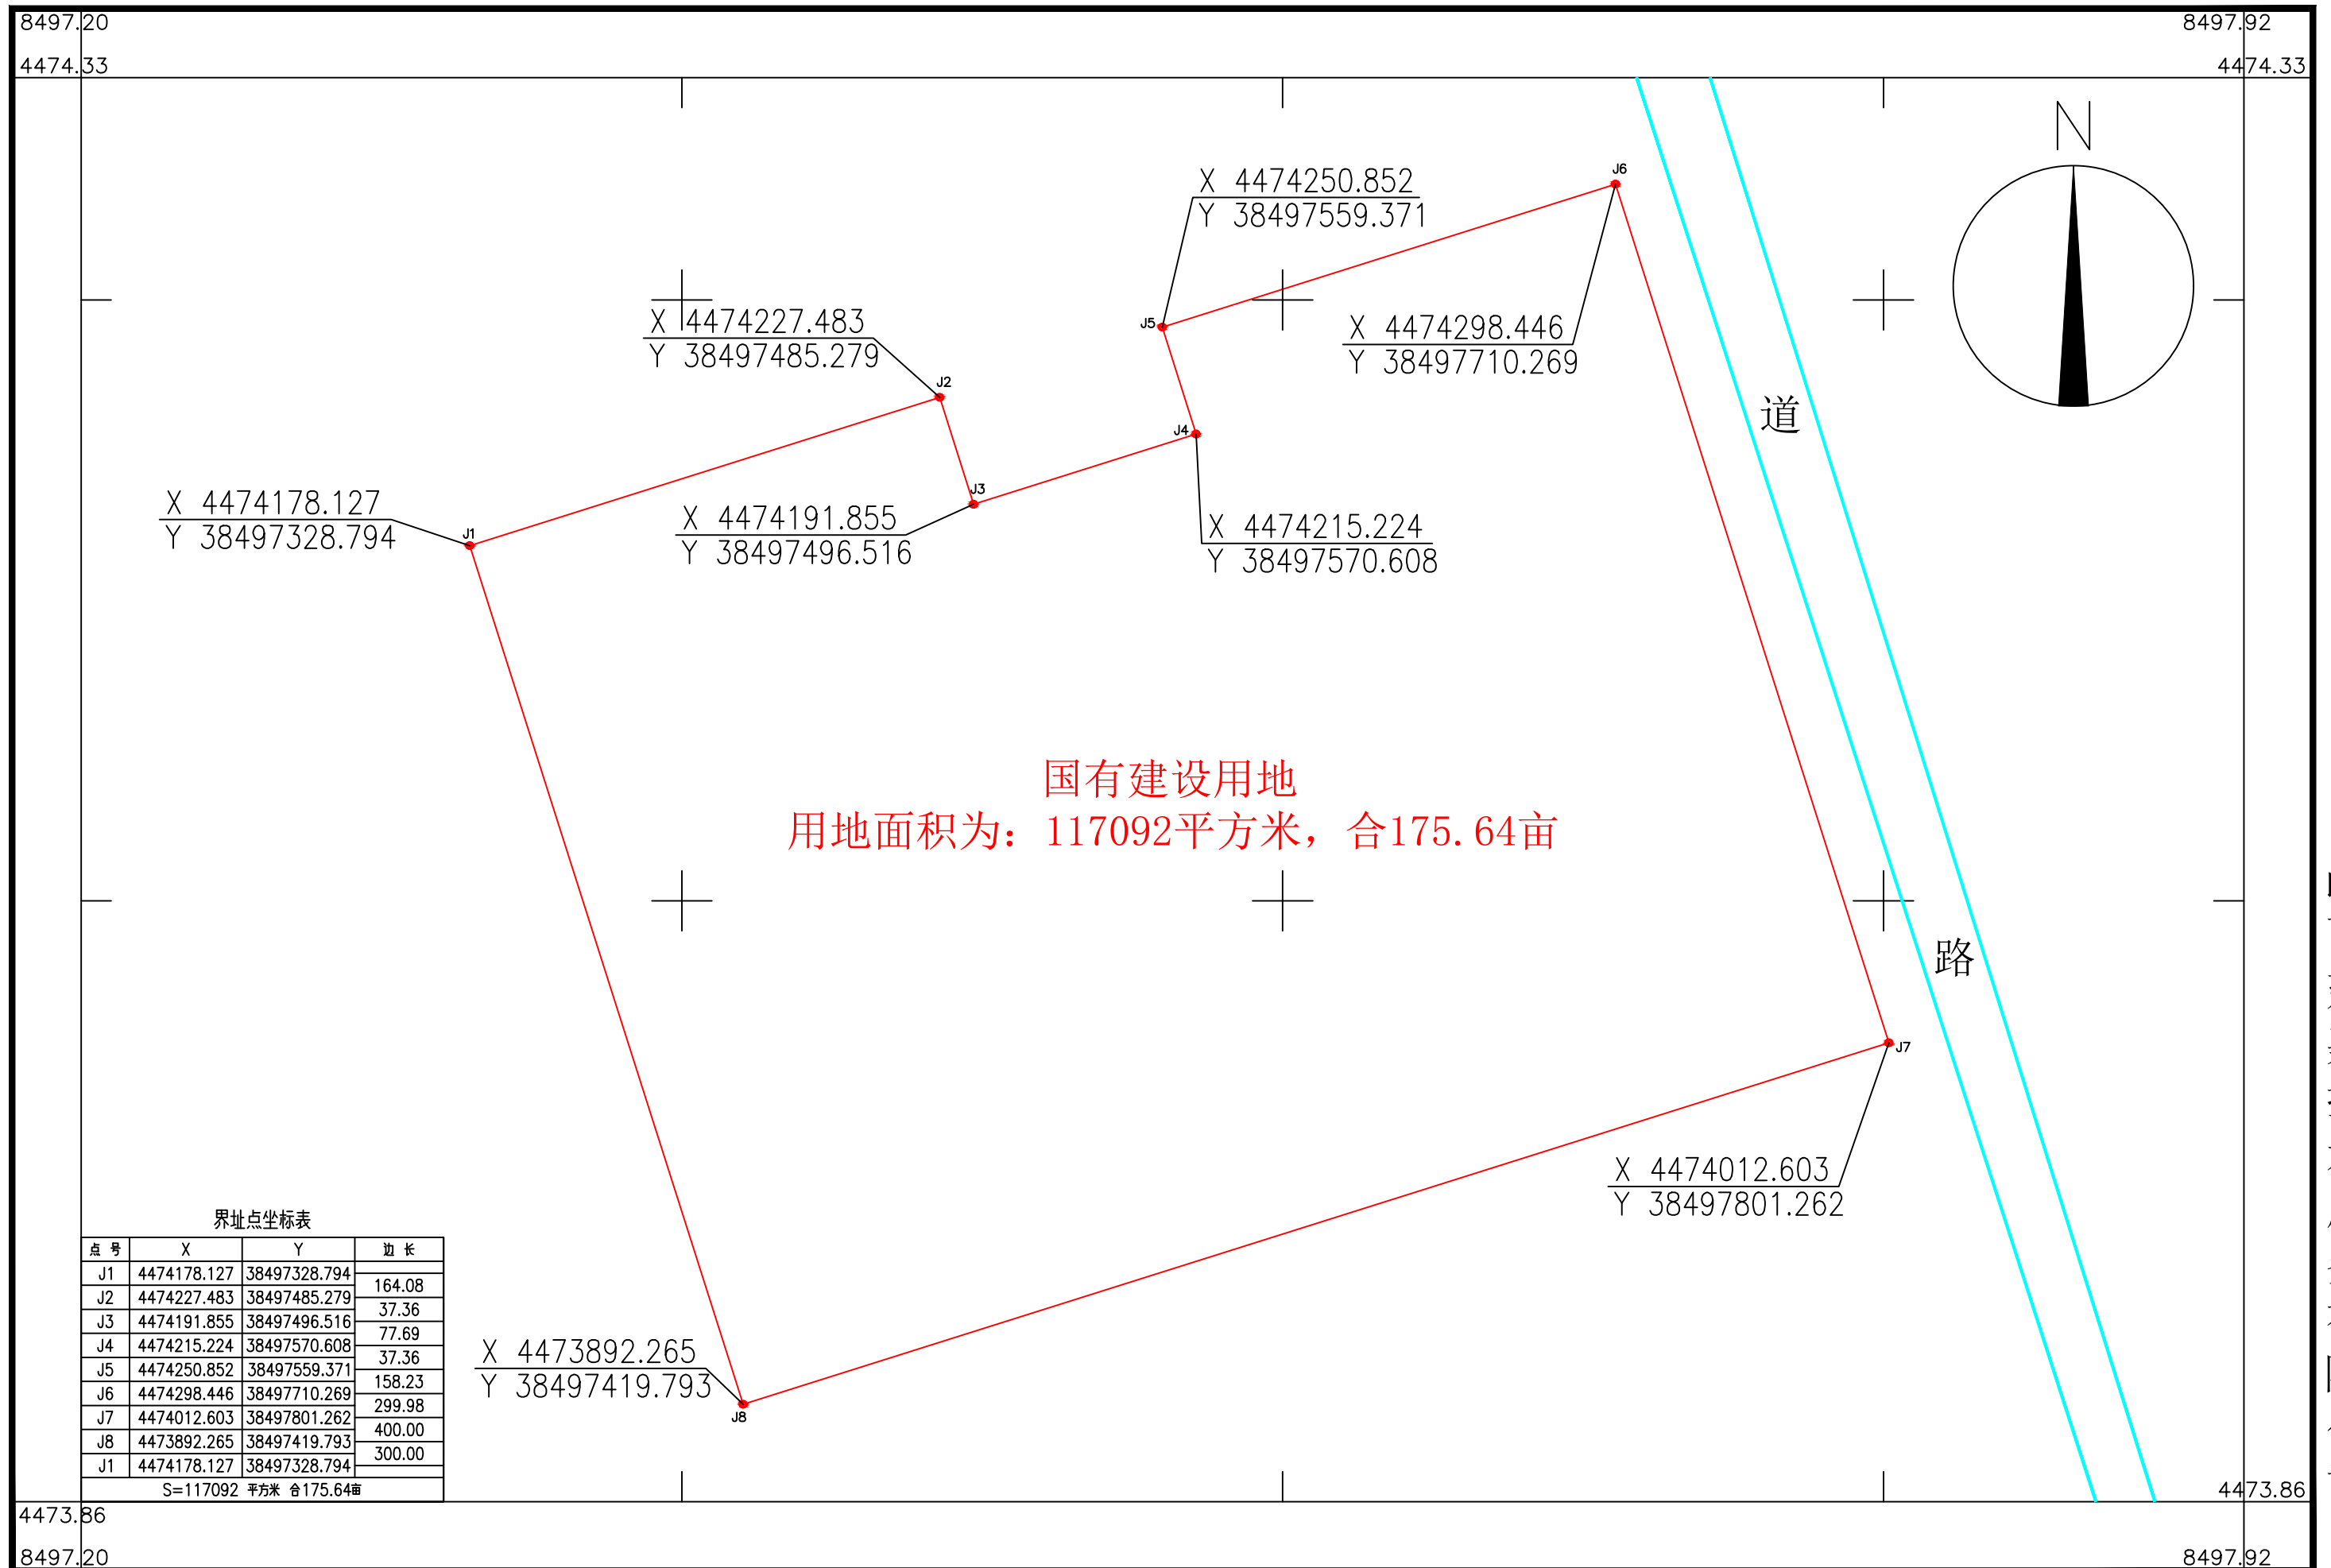 8497.20
8497.92
4474.33
4474.33
N
J6
X 4474250.852
Y 38497559.371
X 4474227.483
Y 38497485.279
J5
X 4474298.446
Y 38497710.269
J2
道
J4
J3
X 4474178.127
Y 38497328.794
J1
X 4474191.855
Y 38497496.516
X 4474215.224
Y 38497570.608
国有建设用地
用地面积为：117092平方米，合175.64亩
路
J7
X 4474012.603
Y 38497801.262
X 4473892.265
Y 38497419.793
J8
界址点坐标表
点 号 X Y 边 长
J1 4474178.127 38497328.794
164.08
J2 4474227.483 38497485.279
37.36
J3 4474191.855 38497496.516
77.69
J4 4474215.224 38497570.608
37.36
J5 4474250.852 38497559.371
158.23
J6 4474298.446 38497710.269
299.98
J7 4474012.603 38497801.262
400.00
J8 4473892.265 38497419.793
300.00
J1 4474178.127 38497328.794
S=117092 平方米 合175.64亩
4473.86
4473.86
8497.20
8497.92